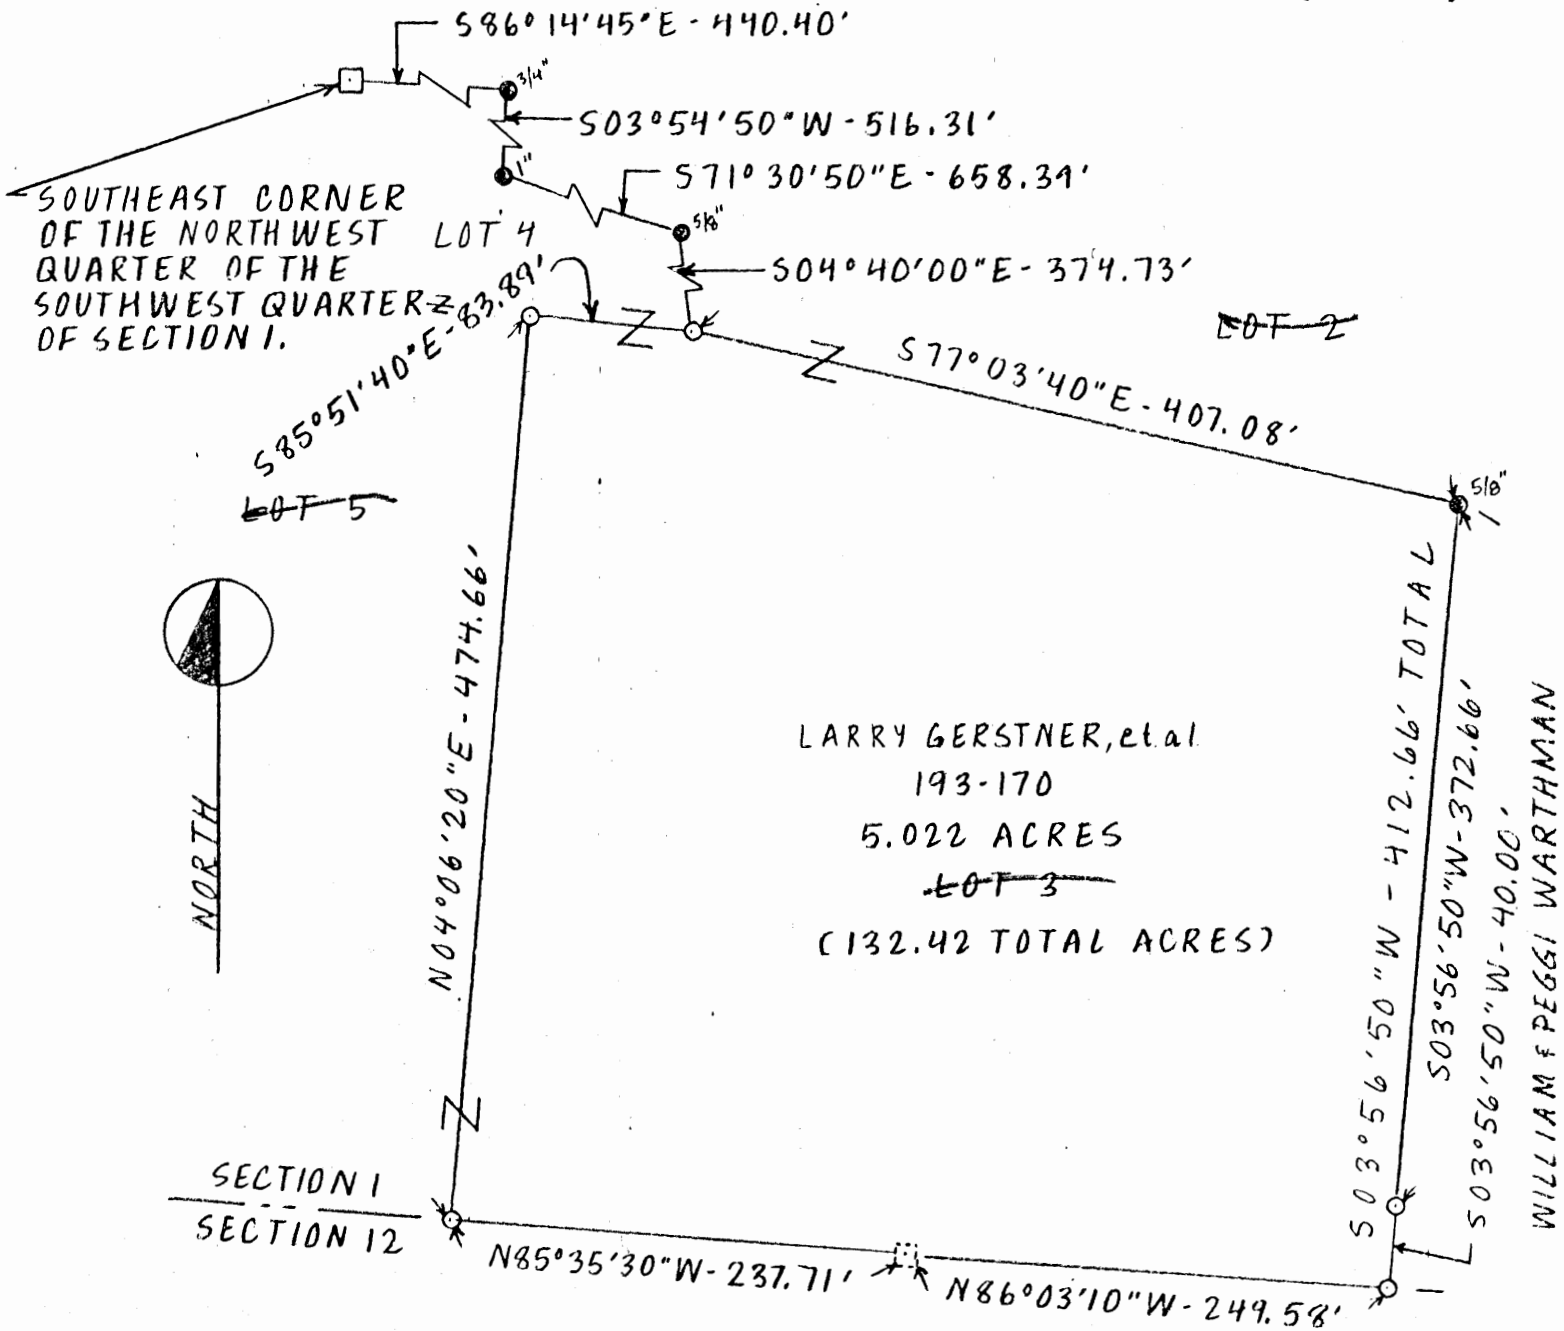 S86°14'45"E - 440.40'
3/4"
S03°54'50"W - 516.31'
1"
S71°30'50"E - 658.39'
5/8"
SOUTHEAST CORNER
OF THE NORTHWEST
QUARTER OF THE
SOUTHWEST QUARTER
OF SECTION 1.
LOT 4
S04°40'00"E - 374.73'
S85°51'40"E - 83.89'
LOT 2
S77°03'40"E - 407.08'
LOT 5
5/8"
N04°06'20"E - 474.66'
NORTH
LARRY GERSTNER, et.al.
193-170
5.022 ACRES
LOT 3
(132.42 TOTAL ACRES)
S03°56'50"W - 412.66' TOTAL
S03°56'50"W - 372.66'
S03°56'50"W - 40.00'
WILLIAM & PEGGI WARTHMAN
SECTION 1
SECTION 12
N85°35'30"W - 237.71'
N86°03'10"W - 249.58'